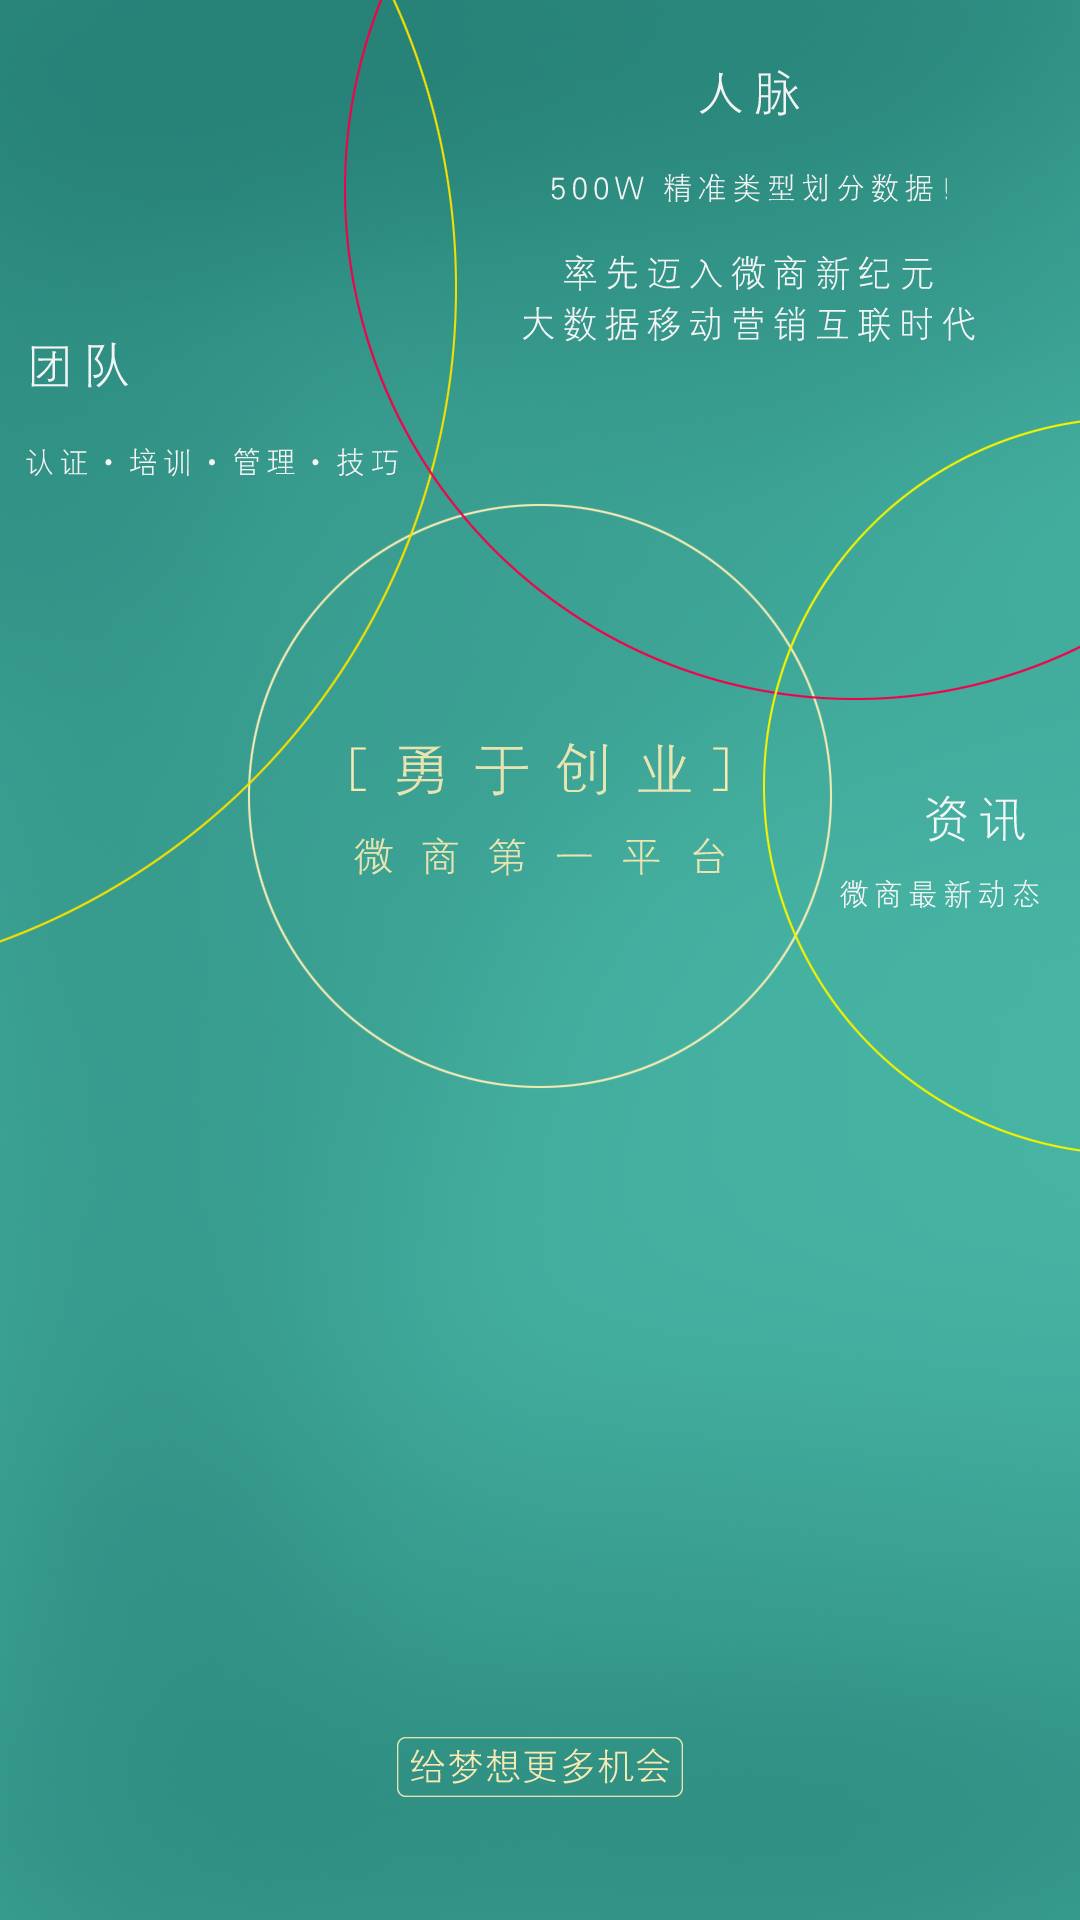 人脉
500W 精准类型划分数据!
率先迈入微商新纪元
大数据移动营销互联时代
团队
认证·培训·管理·技巧
[勇于创业]
微商第一平台
资讯
微商最新动态
给梦想更多机会